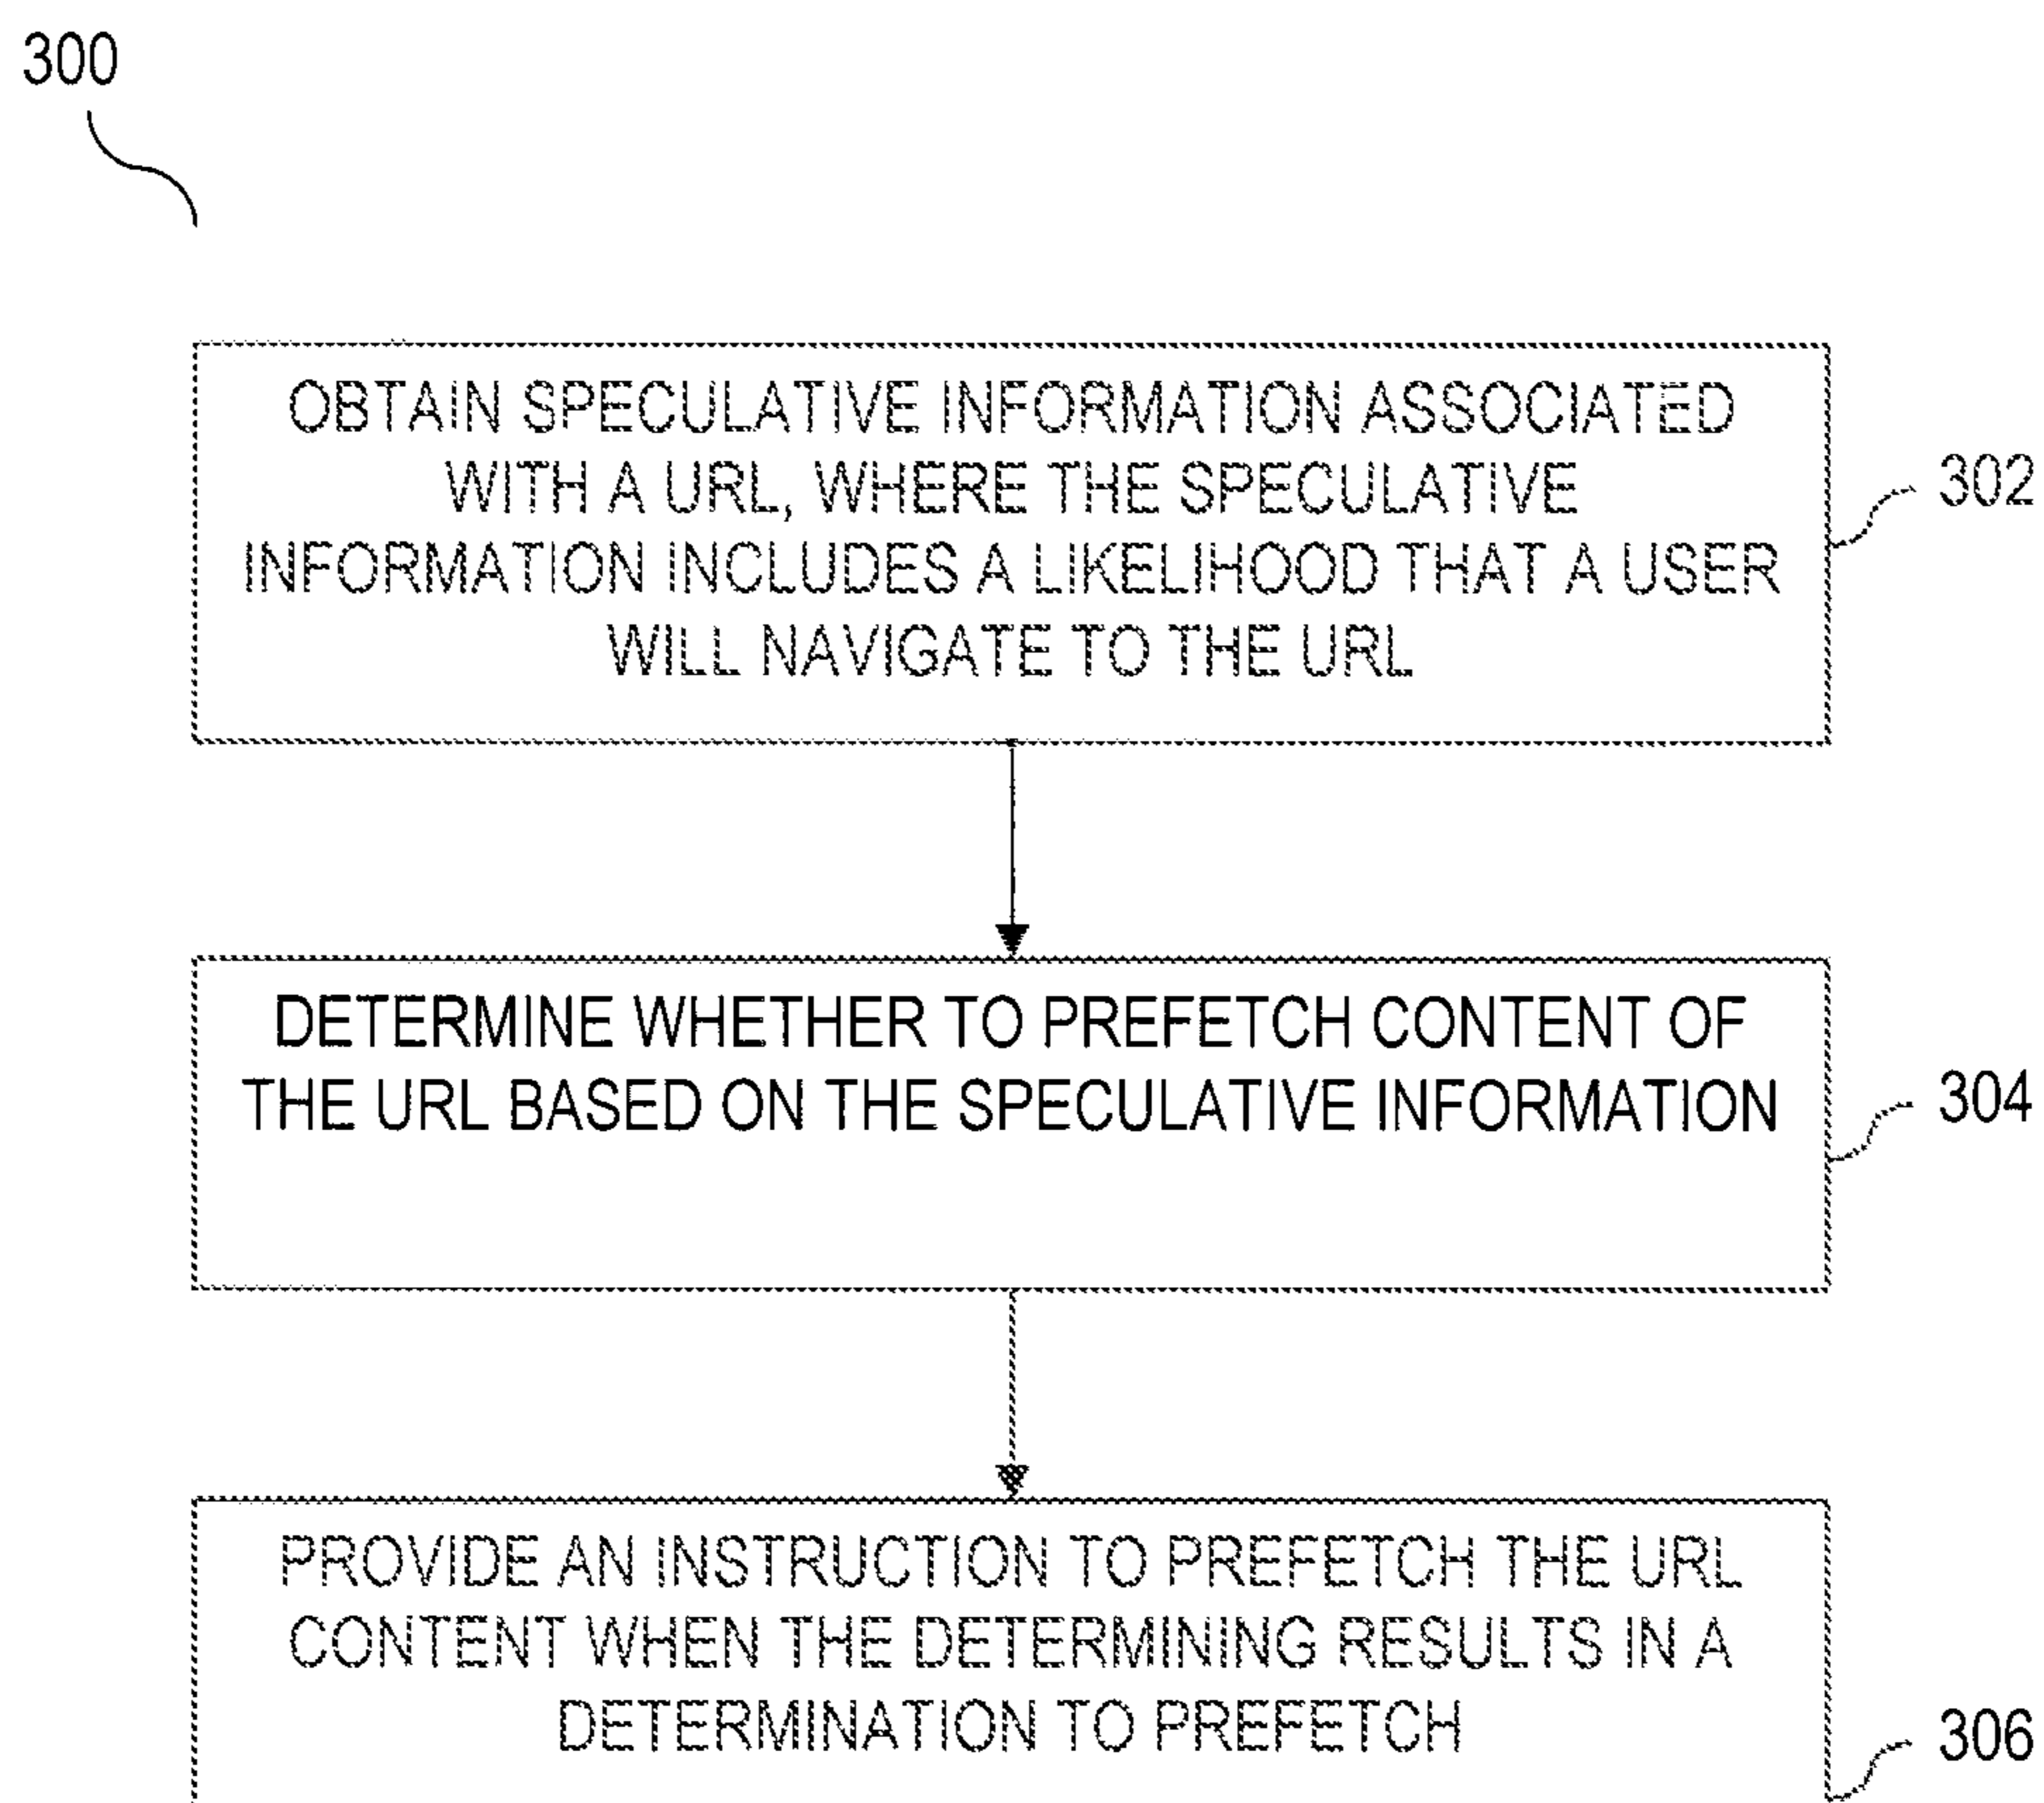 300
OBTAIN SPECULATIVE INFORMATION ASSOCIATED
WITH A URL, WHERE THE SPECULATIVE
INFORMATION INCLUDES A LIKELIHOOD THAT A USER
WILL NAVIGATE TO THE URL
302
DETERMINE WHETHER TO PREFETCH CONTENT OF
THE URL BASED ON THE SPECULATIVE INFORMATION
304
PROVIDE AN INSTRUCTION TO PREFETCH THE URL
CONTENT WHEN THE DETERMINING RESULTS IN A
DETERMINATION TO PREFETCH
306